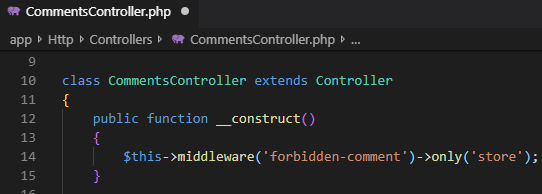 CommentsController.php
app > Http > Controllers > CommentsController.php > ...
9
10 class CommentsController extends Controller
11 {
12     public function __construct()
13     {
14         $this->middleware('forbidden-comment')->only('store');
15     }
16